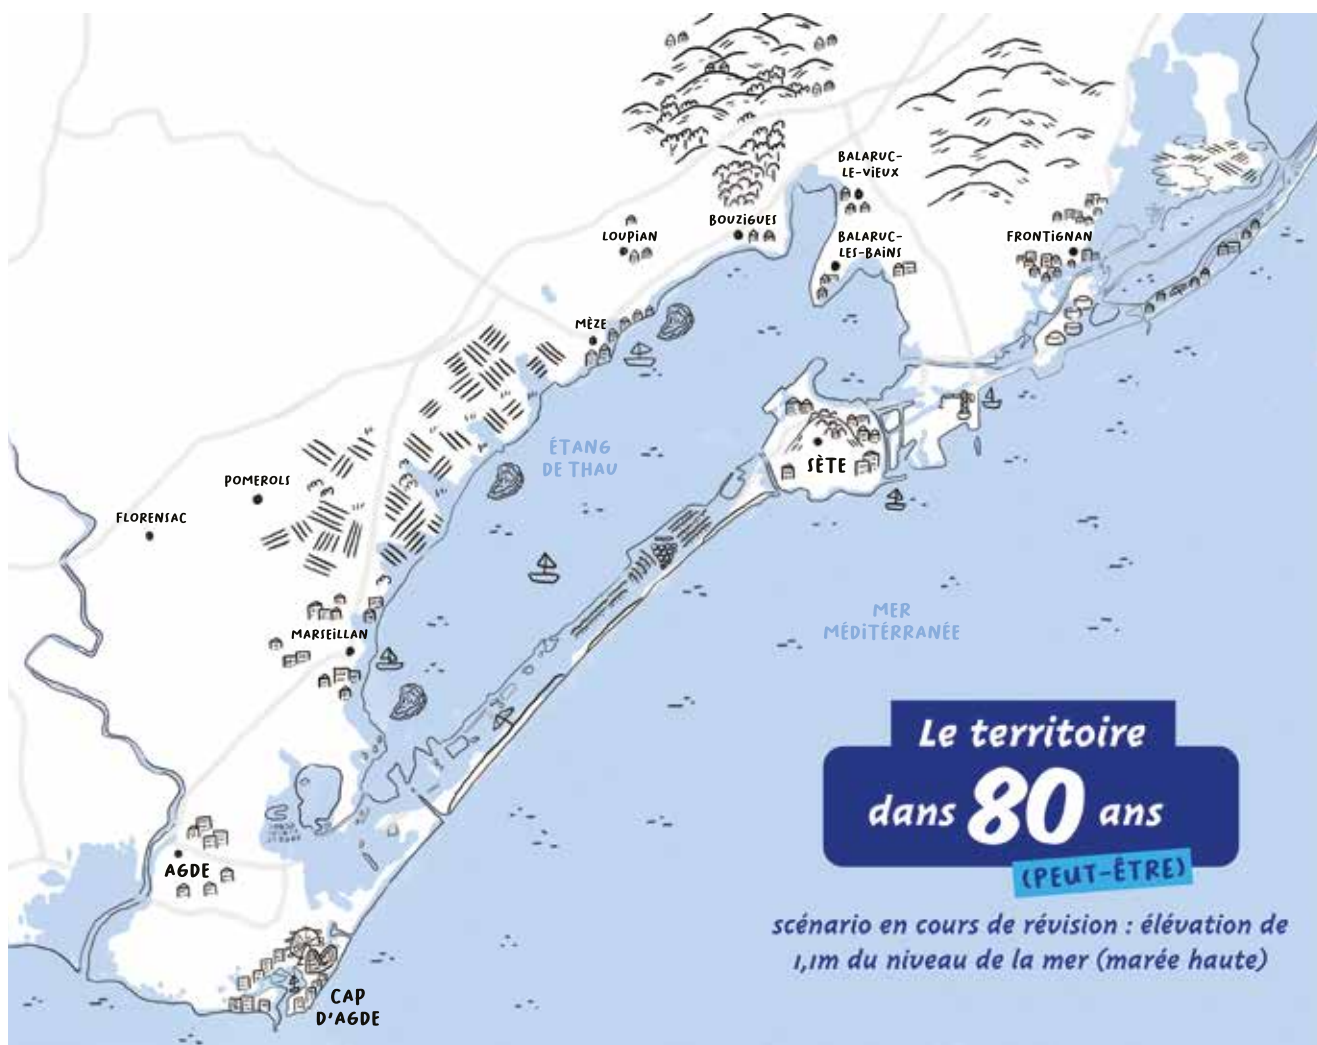 BALARUC-
LE-ViEUX
BOUZiGUES
LOUPiAN
BALARUC-
LES-BAiNS
FRONTiGNAN
MÈZE
ÉTANG
DE THAU
SÈTE
POMEROLS
FLORENSAC
MER
MÉDiTÉRRANÉE
MARSEiLLAN
Le territoire
dans 80 ans
(PEUT-ÊTRE)
AGDE
scénario en cours de révision : élévation de
1,1m du niveau de la mer (marée haute)
CAP
D'AGDE